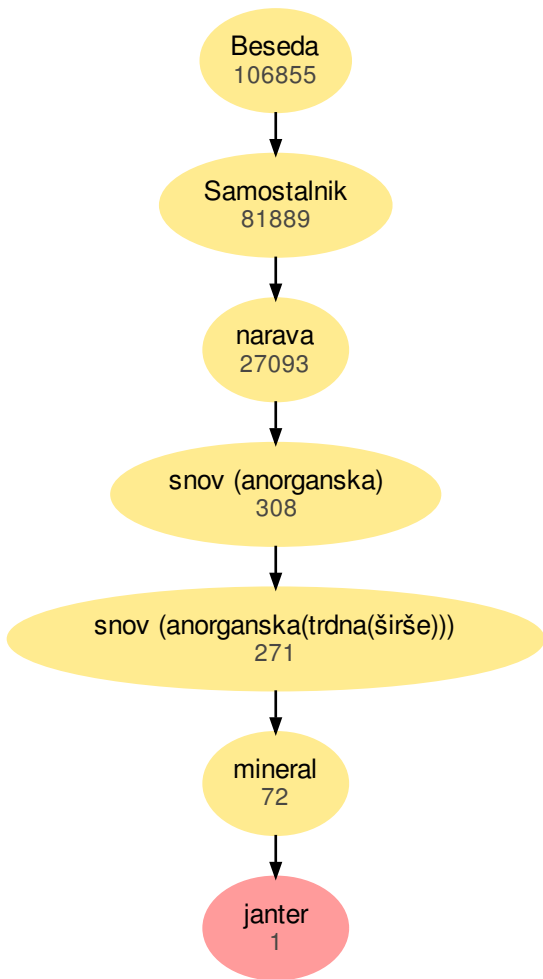 Beseda
106855
Samostalnik
81889
narava
27093
snov (anorganska)
308
snov (anorganska(trdna(širše)))
271
mineral
72
janter
1